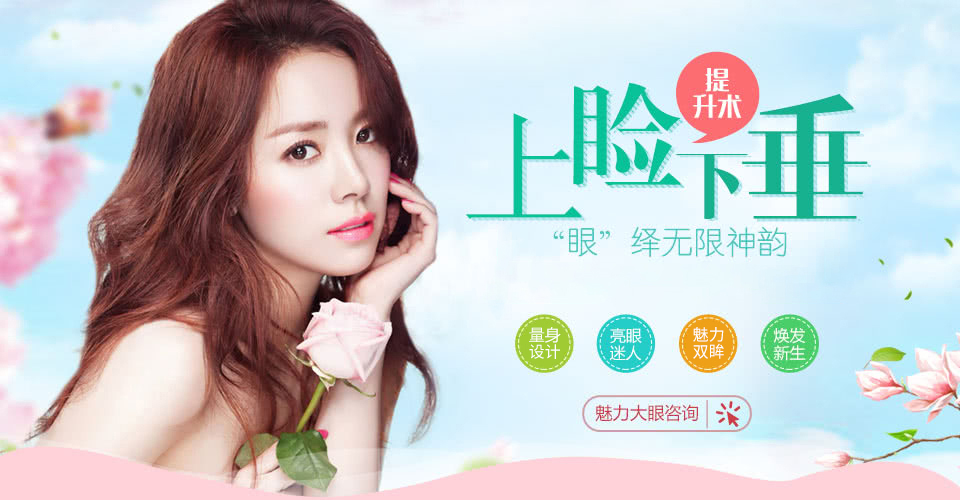 提
升术
上脸下垂
“眼”绎无限神韵
量身
设计
亮眼
迷人
魅力
双眸
焕发
新生
魅力大眼咨询